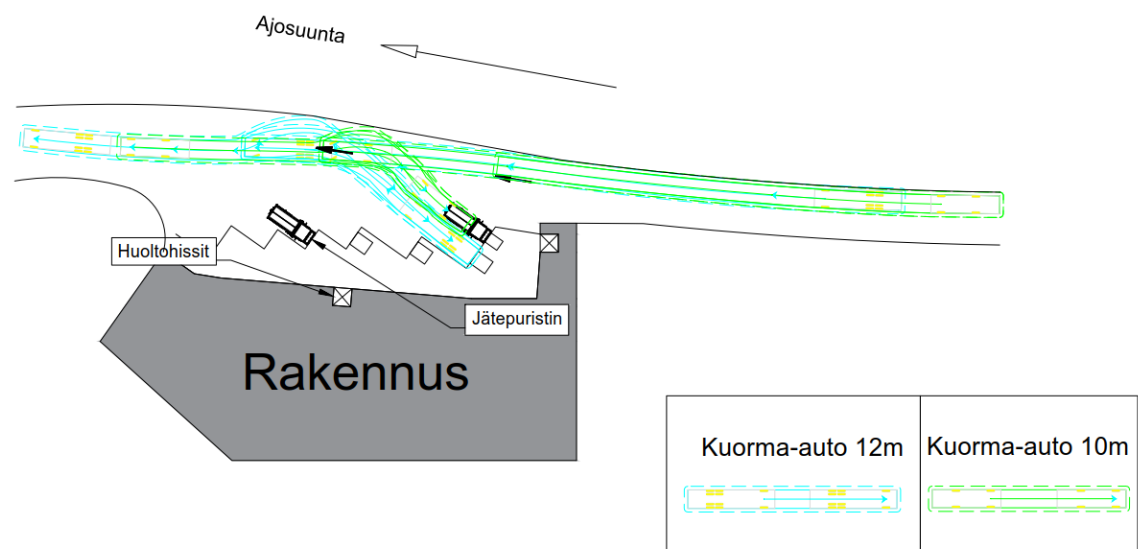 Ajosuunta
Huoltohissit
Jätepuristin
Rakennus
Kuorma-auto 12m
Kuorma-auto 10m